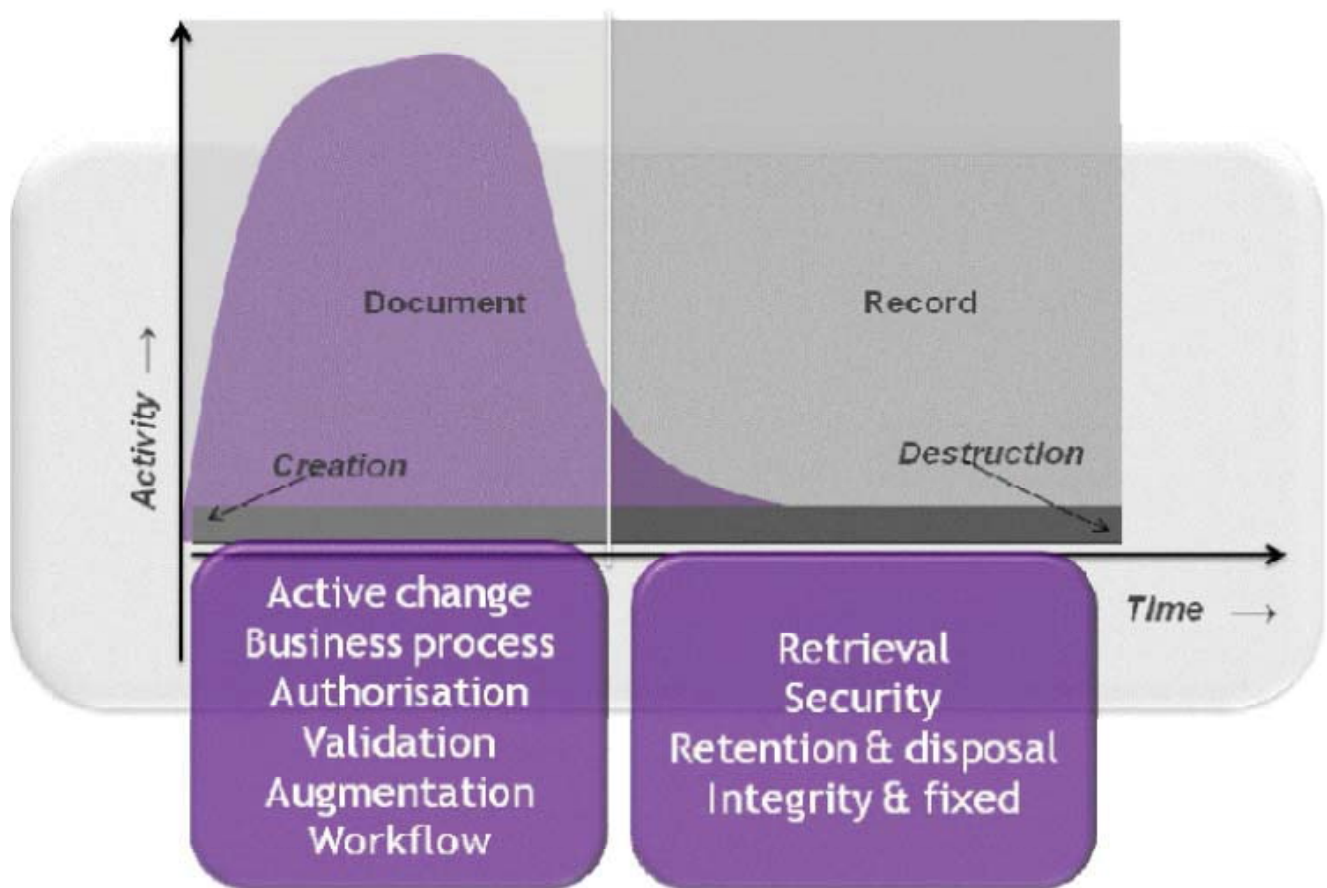 Document
Record
Activity →
Creation
Destruction
Time →
Active change
Business process
Authorisation
Validation
Augmentation
Workflow
Retrieval
Security
Retention & disposal
Integrity & fixed